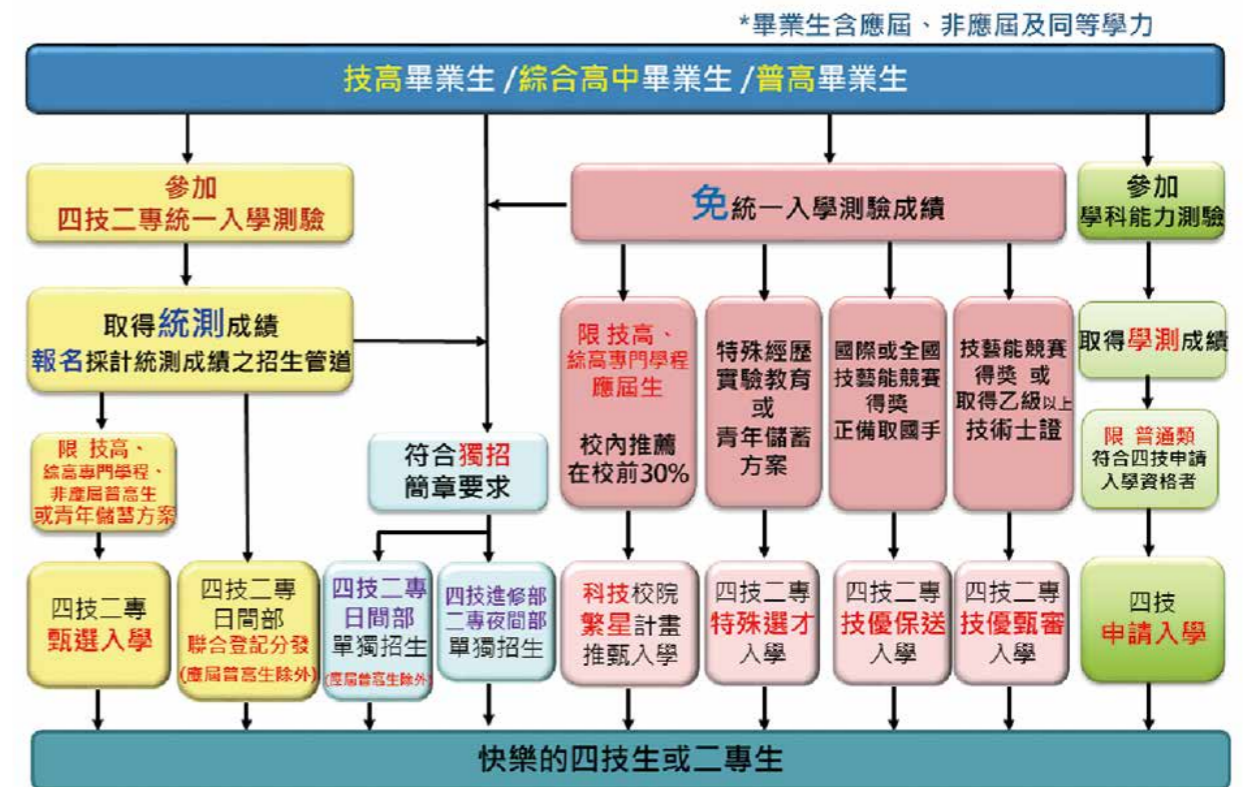 *畢業生含應屆、非應屆及同等學力
技高畢業生 /綜合高中畢業生 /普高畢業生
參加
四技二專統一入學測驗
免統一入學測驗成績
參加
學科能力測驗
取得統測成績
報名採計統測成績之招生管道
限 技高、
綜高專門學程
應屆生
校內推薦
在校前30%
特殊經歷
實驗教育
或
青年儲蓄
方案
國際或全國
技藝能競賽
得獎
正備取國手
技藝能競賽
得獎 或
取得乙級以上
技術士證
取得學測成績
限 技高、
綜高專門學程、
非應屆普高生
或青年儲蓄方案
符合獨招
簡章要求
限 普通類
符合四技申請
入學資格者
四技二專
甄選入學
四技二專
日間部
聯合登記分發
(應屆普高生除外)
四技二專
日間部
單獨招生
(應屆普高生除外)
四技進修部
二專夜間部
單獨招生
科技校院
繁星計畫
推甄入學
四技二專
特殊選才
入學
四技二專
技優保送
入學
四技二專
技優甄審
入學
四技
申請入學
快樂的四技生或二專生